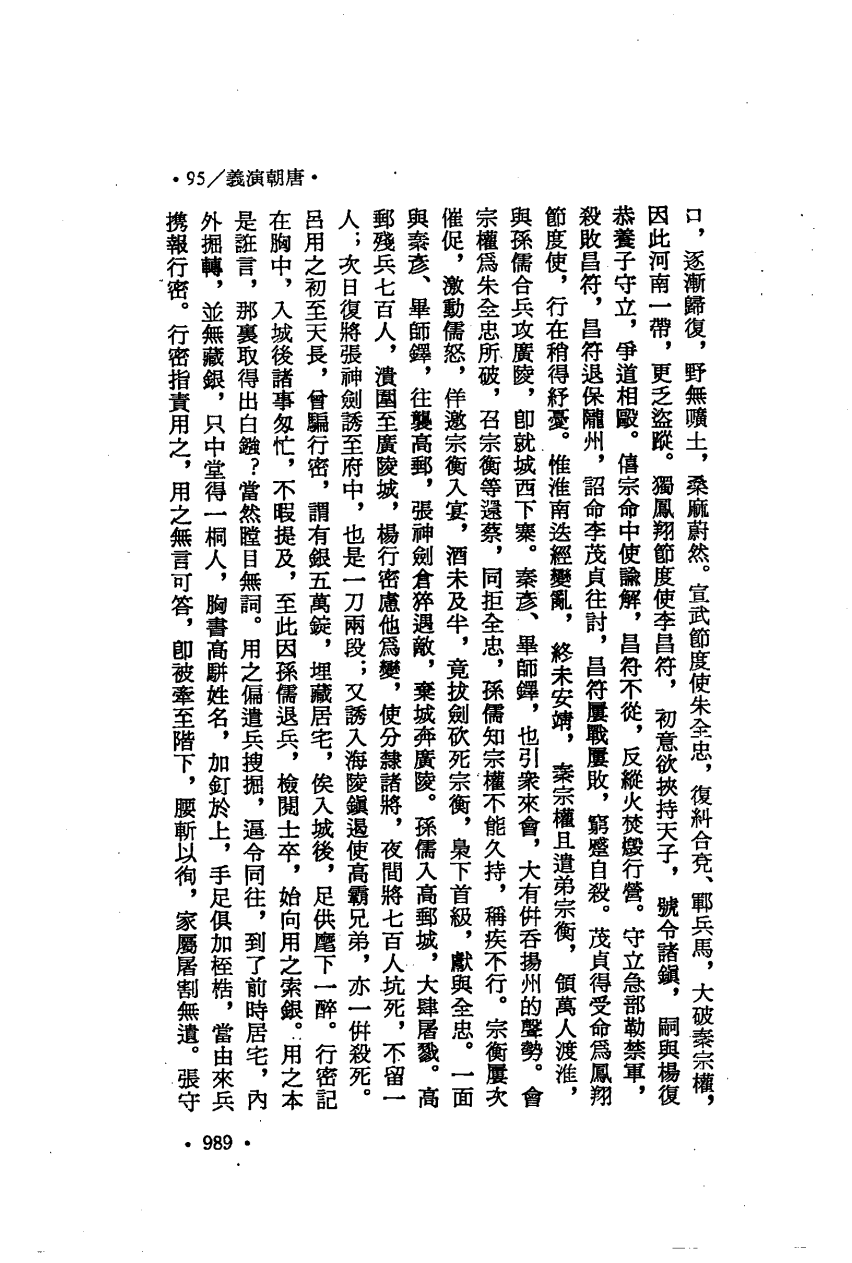 ·95／義演朝唐·
口，逐漸歸復，野無曠土，桑麻蔚然。宣武節度使朱全忠，復糾合兗、鄆兵馬，大破秦宗權，
因此河南一帶，更乏盜蹤。獨鳳翔節度使李昌符，初意欲挾持天子，號令諸鎮，嗣與楊復
恭養子守立，爭道相毆。僖宗命中使諭解，昌符不從，反縱火焚燬行營。守立急部勒禁軍，
殺敗昌符，昌符退保隴州，詔命李茂貞往討，昌符屢戰屢敗，窮蹙自殺。茂貞得受命爲鳳翔
節度使，行在稍得紓憂。惟淮南迭經變亂，終未安靖，秦宗權且遣弟宗衡，領萬人渡淮，
與孫儒合兵攻廣陵，卽就城西下寨。秦彥、畢師鐸，也引衆來會，大有倂吞揚州的聲勢。會
宗權爲朱全忠所破，召宗衡等還蔡，同拒全忠，孫儒知宗權不能久持，稱疾不行。宗衡屢次
催促，激動儒怒，佯邀宗衡入宴，酒未及半，竟拔劍砍死宗衡，梟下首級，獻與全忠。一面
與秦彥、畢師鐸，往襲高郵，張神劍倉猝遇敵，棄城奔廣陵。孫儒入高郵城，大肆屠戮。高
郵殘兵七百人，潰圍至廣陵城，楊行密慮他爲變，使分隸諸將，夜間將七百人坑死，不留一
人；次日復將張神劍誘至府中，也是一刀兩段；又誘入海陵鎮遏使高霸兄弟，亦一併殺死。
呂用之初至天長，曾騙行密，謂有銀五萬錠，埋藏居宅，俟入城後，足供麾下一醉。行密記
在胸中，入城後諸事匆忙，不暇提及，至此因孫儒退兵，檢閱士卒，始向用之索銀。用之本
是誑言，那裏取得出白鏹？當然瞠目無詞。用之偏遣兵搜掘，逼令同往，到了前時居宅，內
外掘轉，並無藏銀，只中堂得一桐人，胸書高駢姓名，加釘於上，手足俱加桎梏，當由來兵
携報行密。行密指責用之，用之無言可答，卽被牽至階下，腰斬以徇，家屬屠割無遺。張守
·989·